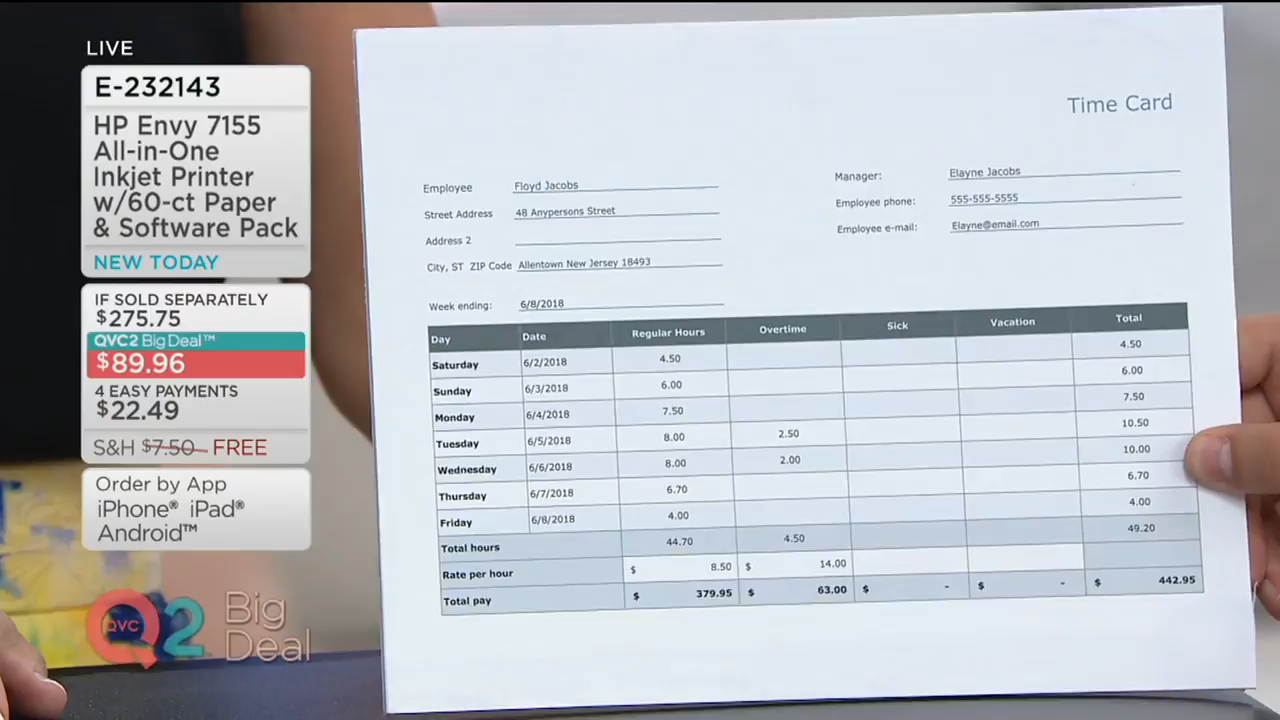 LIVE
E-232143
HP Envy 7155
All-in-One
Inkjet Printer
w/60-ct Paper
& Software Pack
NEW TODAY
IF SOLD SEPARATELY
$275.75
QVC2 Big Deal™
$89.96
4 EASY PAYMENTS
$22.49
S&H $7.50 FREE
Order by App
iPhone® iPad®
Android™
QVC Q2 Big
Deal
Time Card
Employee Floyd Jacobs Manager: Elayne Jacobs
Street Address 48 Anypersons Street Employee phone: 555-555-5555
Address 2 Employee e-mail: Elayne@email.com
City, ST ZIP Code Allentown New Jersey 18493
Week ending: 6/8/2018
Day Date Regular Hours Overtime Sick Vacation Total
Saturday 6/2/2018 4.50 4.50
Sunday 6/3/2018 6.00 6.00
Monday 6/4/2018 7.50 7.50
Tuesday 6/5/2018 8.00 2.50 10.50
Wednesday 6/6/2018 8.00 2.00 10.00
Thursday 6/7/2018 6.70 6.70
Friday 6/8/2018 4.00 4.00
Total hours 44.70 4.50 49.20
Rate per hour $ 8.50 $ 14.00
Total pay $ 379.95 $ 63.00 $ - $ - $ 442.95